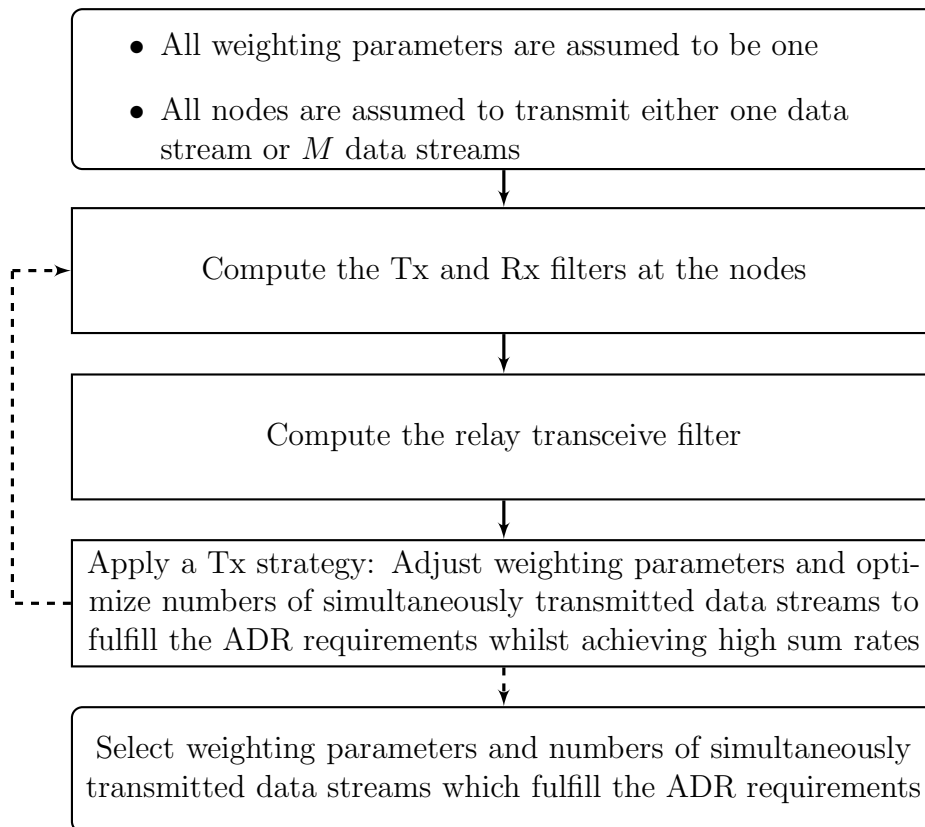 • All weighting parameters are assumed to be one
• All nodes are assumed to transmit either one data
stream or M data streams
Compute the Tx and Rx filters at the nodes
Compute the relay transceive filter
Apply a Tx strategy: Adjust weighting parameters and opti-
mize numbers of simultaneously transmitted data streams to
fulfill the ADR requirements whilst achieving high sum rates
Select weighting parameters and numbers of simultaneously
transmitted data streams which fulfill the ADR requirements